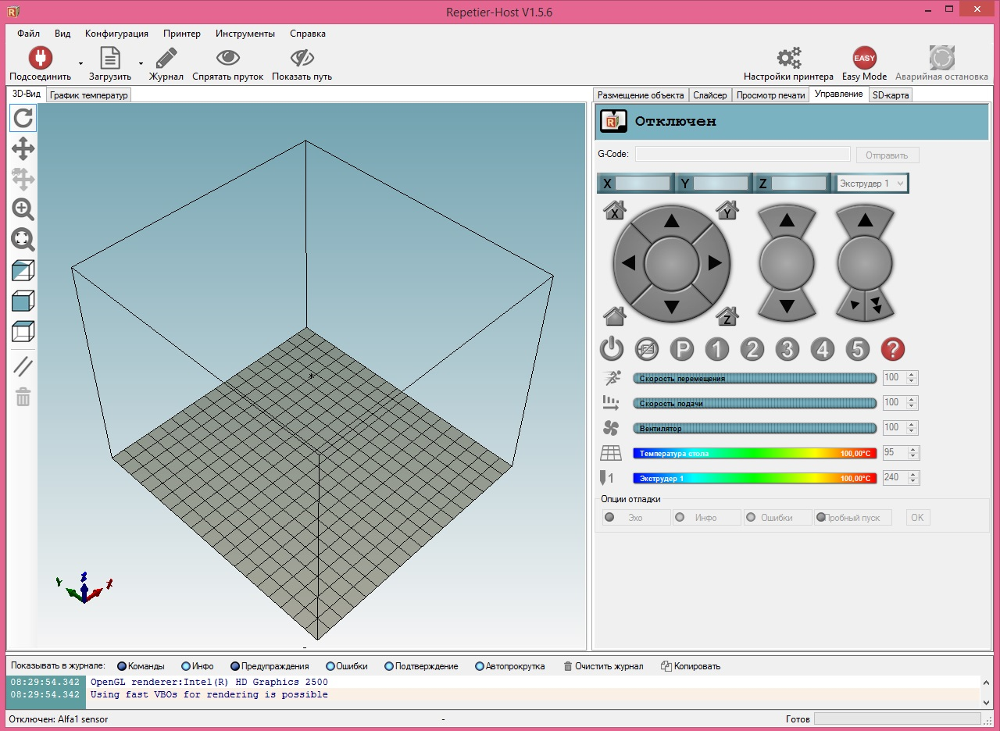 Repetier-Host V1.5.6
Файл Вид Конфигурация Принтер Инструменты Справка
Подсоединить Загрузить Журнал Спрятать пруток Показать путь Настройки принтера EASY Easy Mode Аварийная остановка
3D-Вид График температур Размещение объекта Слайсер Просмотр печати Управление SD-карта
Отключен
G-Code: Отправить
X Y Z Экструдер 1
X Y
Z
P 1 2 3 4 5 ?
Скорость перемещения 100
Скорость подачи 100
Вентилятор 100
Температура стола 100,00°C 95
1 Экструдер 1 100,00°C 240
Опции отладки
Эхо Инфо Ошибки Пробный пуск OK
Y Z X
Показывать в журнале: Команды Инфо Предупраждения Ошибки Подтверждение Автопрокрутка Очистить журнал Копировать
08:29:54.342 OpenGL renderer:Intel(R) HD Graphics 2500
08:29:54.342 Using fast VBOs for rendering is possible
Отключен: Alfa1 sensor - Готов